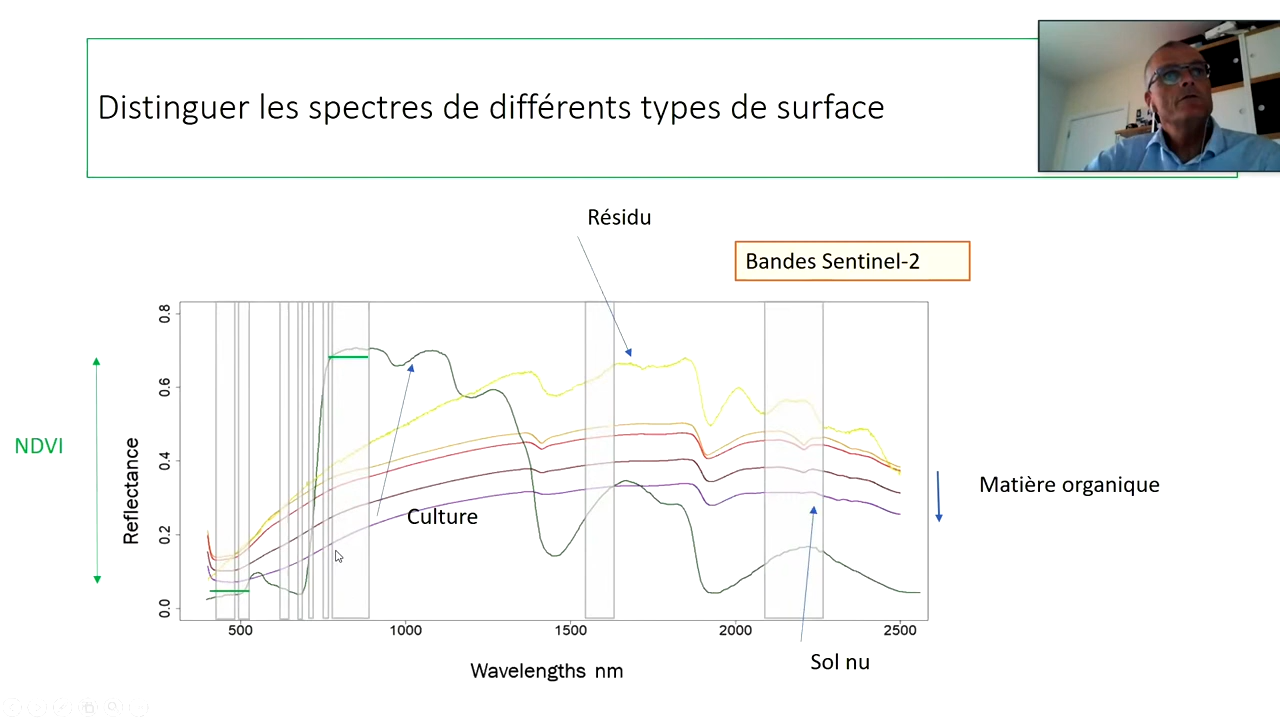 Distinguer les spectres de différents types de surface
Résidu
Bandes Sentinel-2
NDVI
Reflectance
0.8
0.6
0.4
0.2
0.0
Culture
Matière organique
500
1000
1500
2000
2500
Wavelengths nm
Sol nu